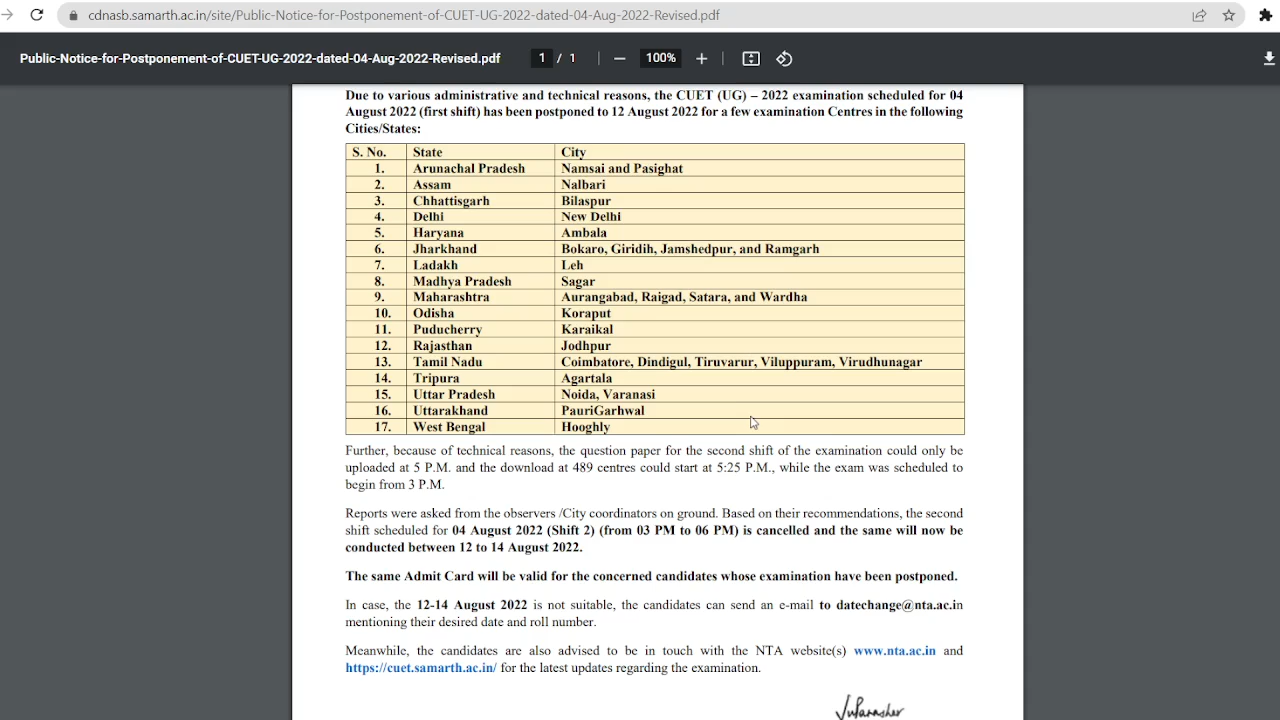 cdnasb.samarth.ac.in/site/Public-Notice-for-Postponement-of-CUET-UG-2022-dated-04-Aug-2022-Revised.pdf
Public-Notice-for-Postponement-of-CUET-UG-2022-dated-04-Aug-2022-Revised.pdf 1 / 1 100%
Due to various administrative and technical reasons, the CUET (UG) – 2022 examination scheduled for 04
August 2022 (first shift) has been postponed to 12 August 2022 for a few examination Centres in the following
Cities/States:
S. No. State City
1. Arunachal Pradesh Namsai and Pasighat
2. Assam Nalbari
3. Chhattisgarh Bilaspur
4. Delhi New Delhi
5. Haryana Ambala
6. Jharkhand Bokaro, Giridih, Jamshedpur, and Ramgarh
7. Ladakh Leh
8. Madhya Pradesh Sagar
9. Maharashtra Aurangabad, Raigad, Satara, and Wardha
10. Odisha Koraput
11. Puducherry Karaikal
12. Rajasthan Jodhpur
13. Tamil Nadu Coimbatore, Dindigul, Tiruvarur, Viluppuram, Virudhunagar
14. Tripura Agartala
15. Uttar Pradesh Noida, Varanasi
16. Uttarakhand PauriGarhwal
17. West Bengal Hooghly
Further, because of technical reasons, the question paper for the second shift of the examination could only be
uploaded at 5 P.M. and the download at 489 centres could start at 5:25 P.M., while the exam was scheduled to
begin from 3 P.M.
Reports were asked from the observers /City coordinators on ground. Based on their recommendations, the second
shift scheduled for 04 August 2022 (Shift 2) (from 03 PM to 06 PM) is cancelled and the same will now be
conducted between 12 to 14 August 2022.
The same Admit Card will be valid for the concerned candidates whose examination have been postponed.
In case, the 12-14 August 2022 is not suitable, the candidates can send an e-mail to datechange@nta.ac.in
mentioning their desired date and roll number.
Meanwhile, the candidates are also advised to be in touch with the NTA website(s) www.nta.ac.in and
https://cuet.samarth.ac.in/ for the latest updates regarding the examination.